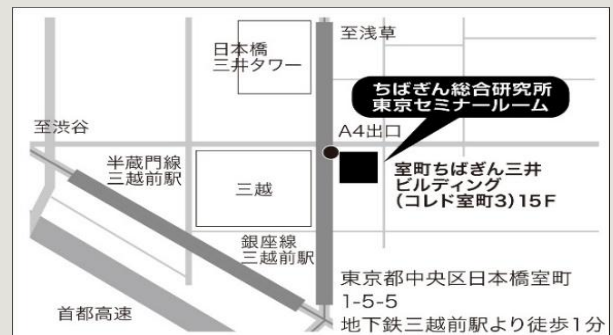 至浅草
日本橋
三井タワー
ちばぎん総合研究所
東京セミナールーム
至渋谷
A4出口
半蔵門線
三越前駅
三越
室町ちばぎん三井
ビルディング
(コレド室町3)15F
銀座線
三越前駅
東京都中央区日本橋室町
1-5-5
地下鉄三越前駅より徒歩1分
首都高速